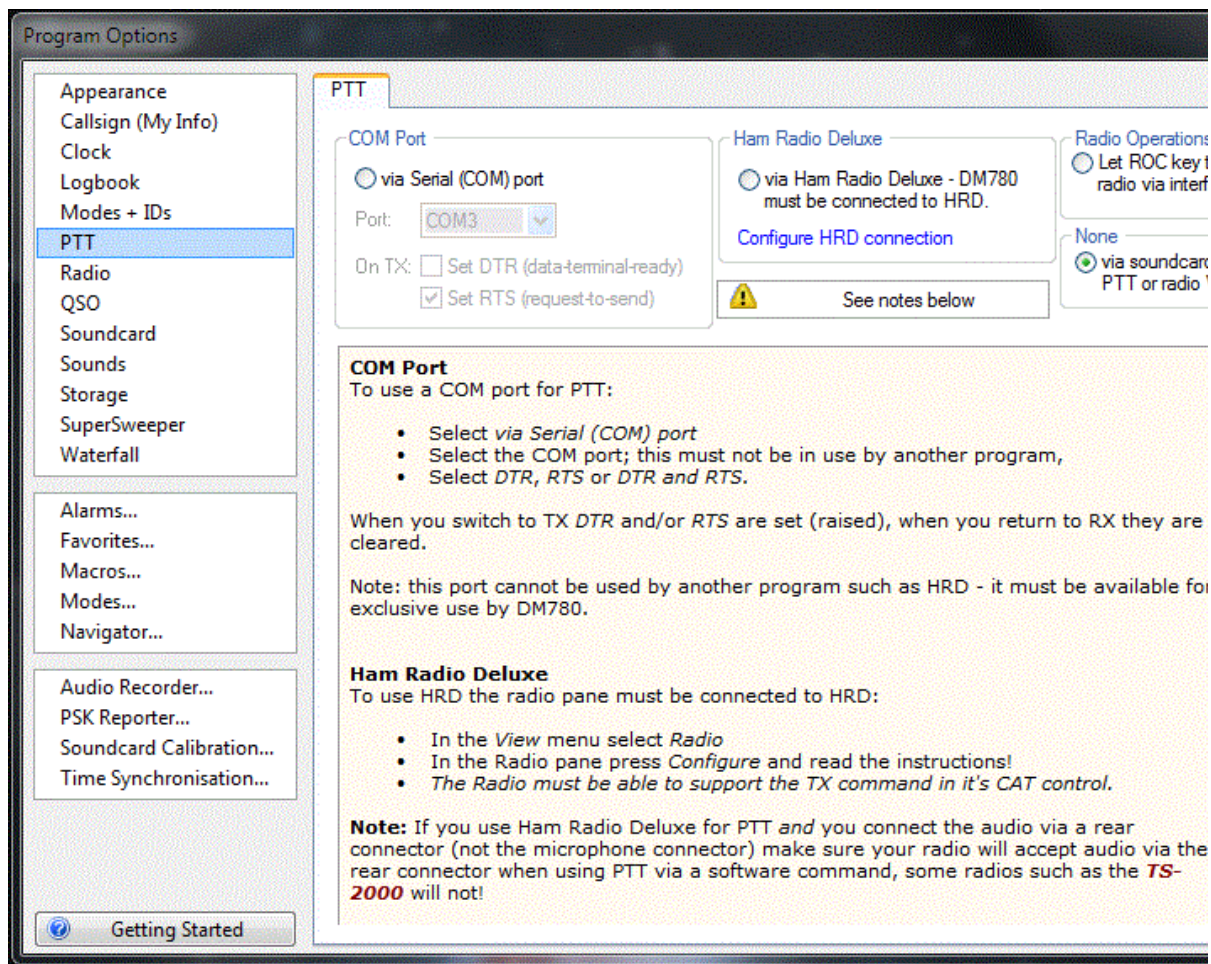 Program Options
Appearance
Callsign (My Info)
Clock
Logbook
Modes + IDs
PTT
Radio
QSO
Soundcard
Sounds
Storage
SuperSweeper
Waterfall
Alarms...
Favorites...
Macros...
Modes...
Navigator...
Audio Recorder...
PSK Reporter...
Soundcard Calibration...
Time Synchronisation...
Getting Started
PTT
COM Port
via Serial (COM) port
Port: COM3
On TX: Set DTR (data-terminal-ready)
Set RTS (request-to-send)
Ham Radio Deluxe
via Ham Radio Deluxe - DM780
must be connected to HRD.
Configure HRD connection
See notes below
Radio Operations
Let ROC key
radio via
None
via soundcard
PTT or radio
COM Port
To use a COM port for PTT:
• Select via Serial (COM) port
• Select the COM port; this must not be in use by another program,
• Select DTR, RTS or DTR and RTS.
When you switch to TX DTR and/or RTS are set (raised), when you return to RX they are
cleared.
Note: this port cannot be used by another program such as HRD - it must be available for
exclusive use by DM780.
Ham Radio Deluxe
To use HRD the radio pane must be connected to HRD:
• In the View menu select Radio
• In the Radio pane press Configure and read the instructions!
• The Radio must be able to support the TX command in it's CAT control.
Note: If you use Ham Radio Deluxe for PTT and you connect the audio via a rear
connector (not the microphone connector) make sure your radio will accept audio via the
rear connector when using PTT via a software command, some radios such as the TS-
2000 will not!